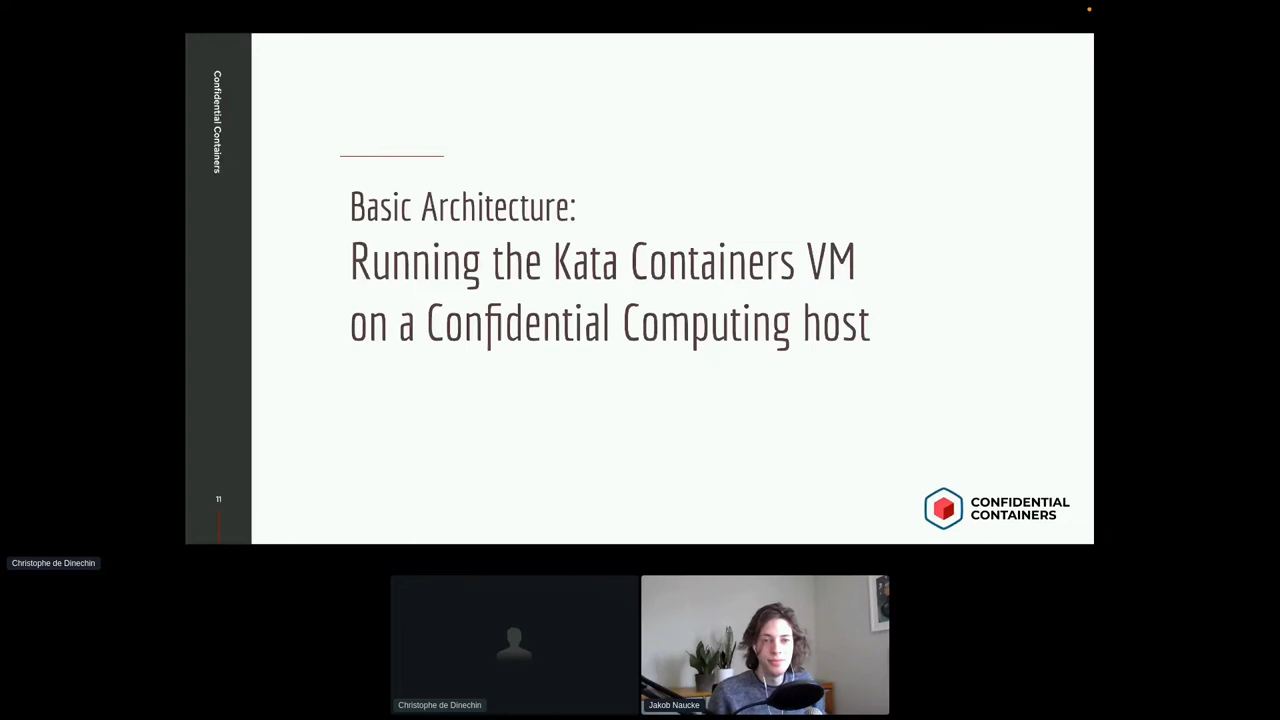 Confidential Containers
Basic Architecture:
Running the Kata Containers VM
on a Confidential Computing host
11
CONFIDENTIAL
CONTAINERS
Christophe de Dinechin
Christophe de Dinechin
Jakob Naucke